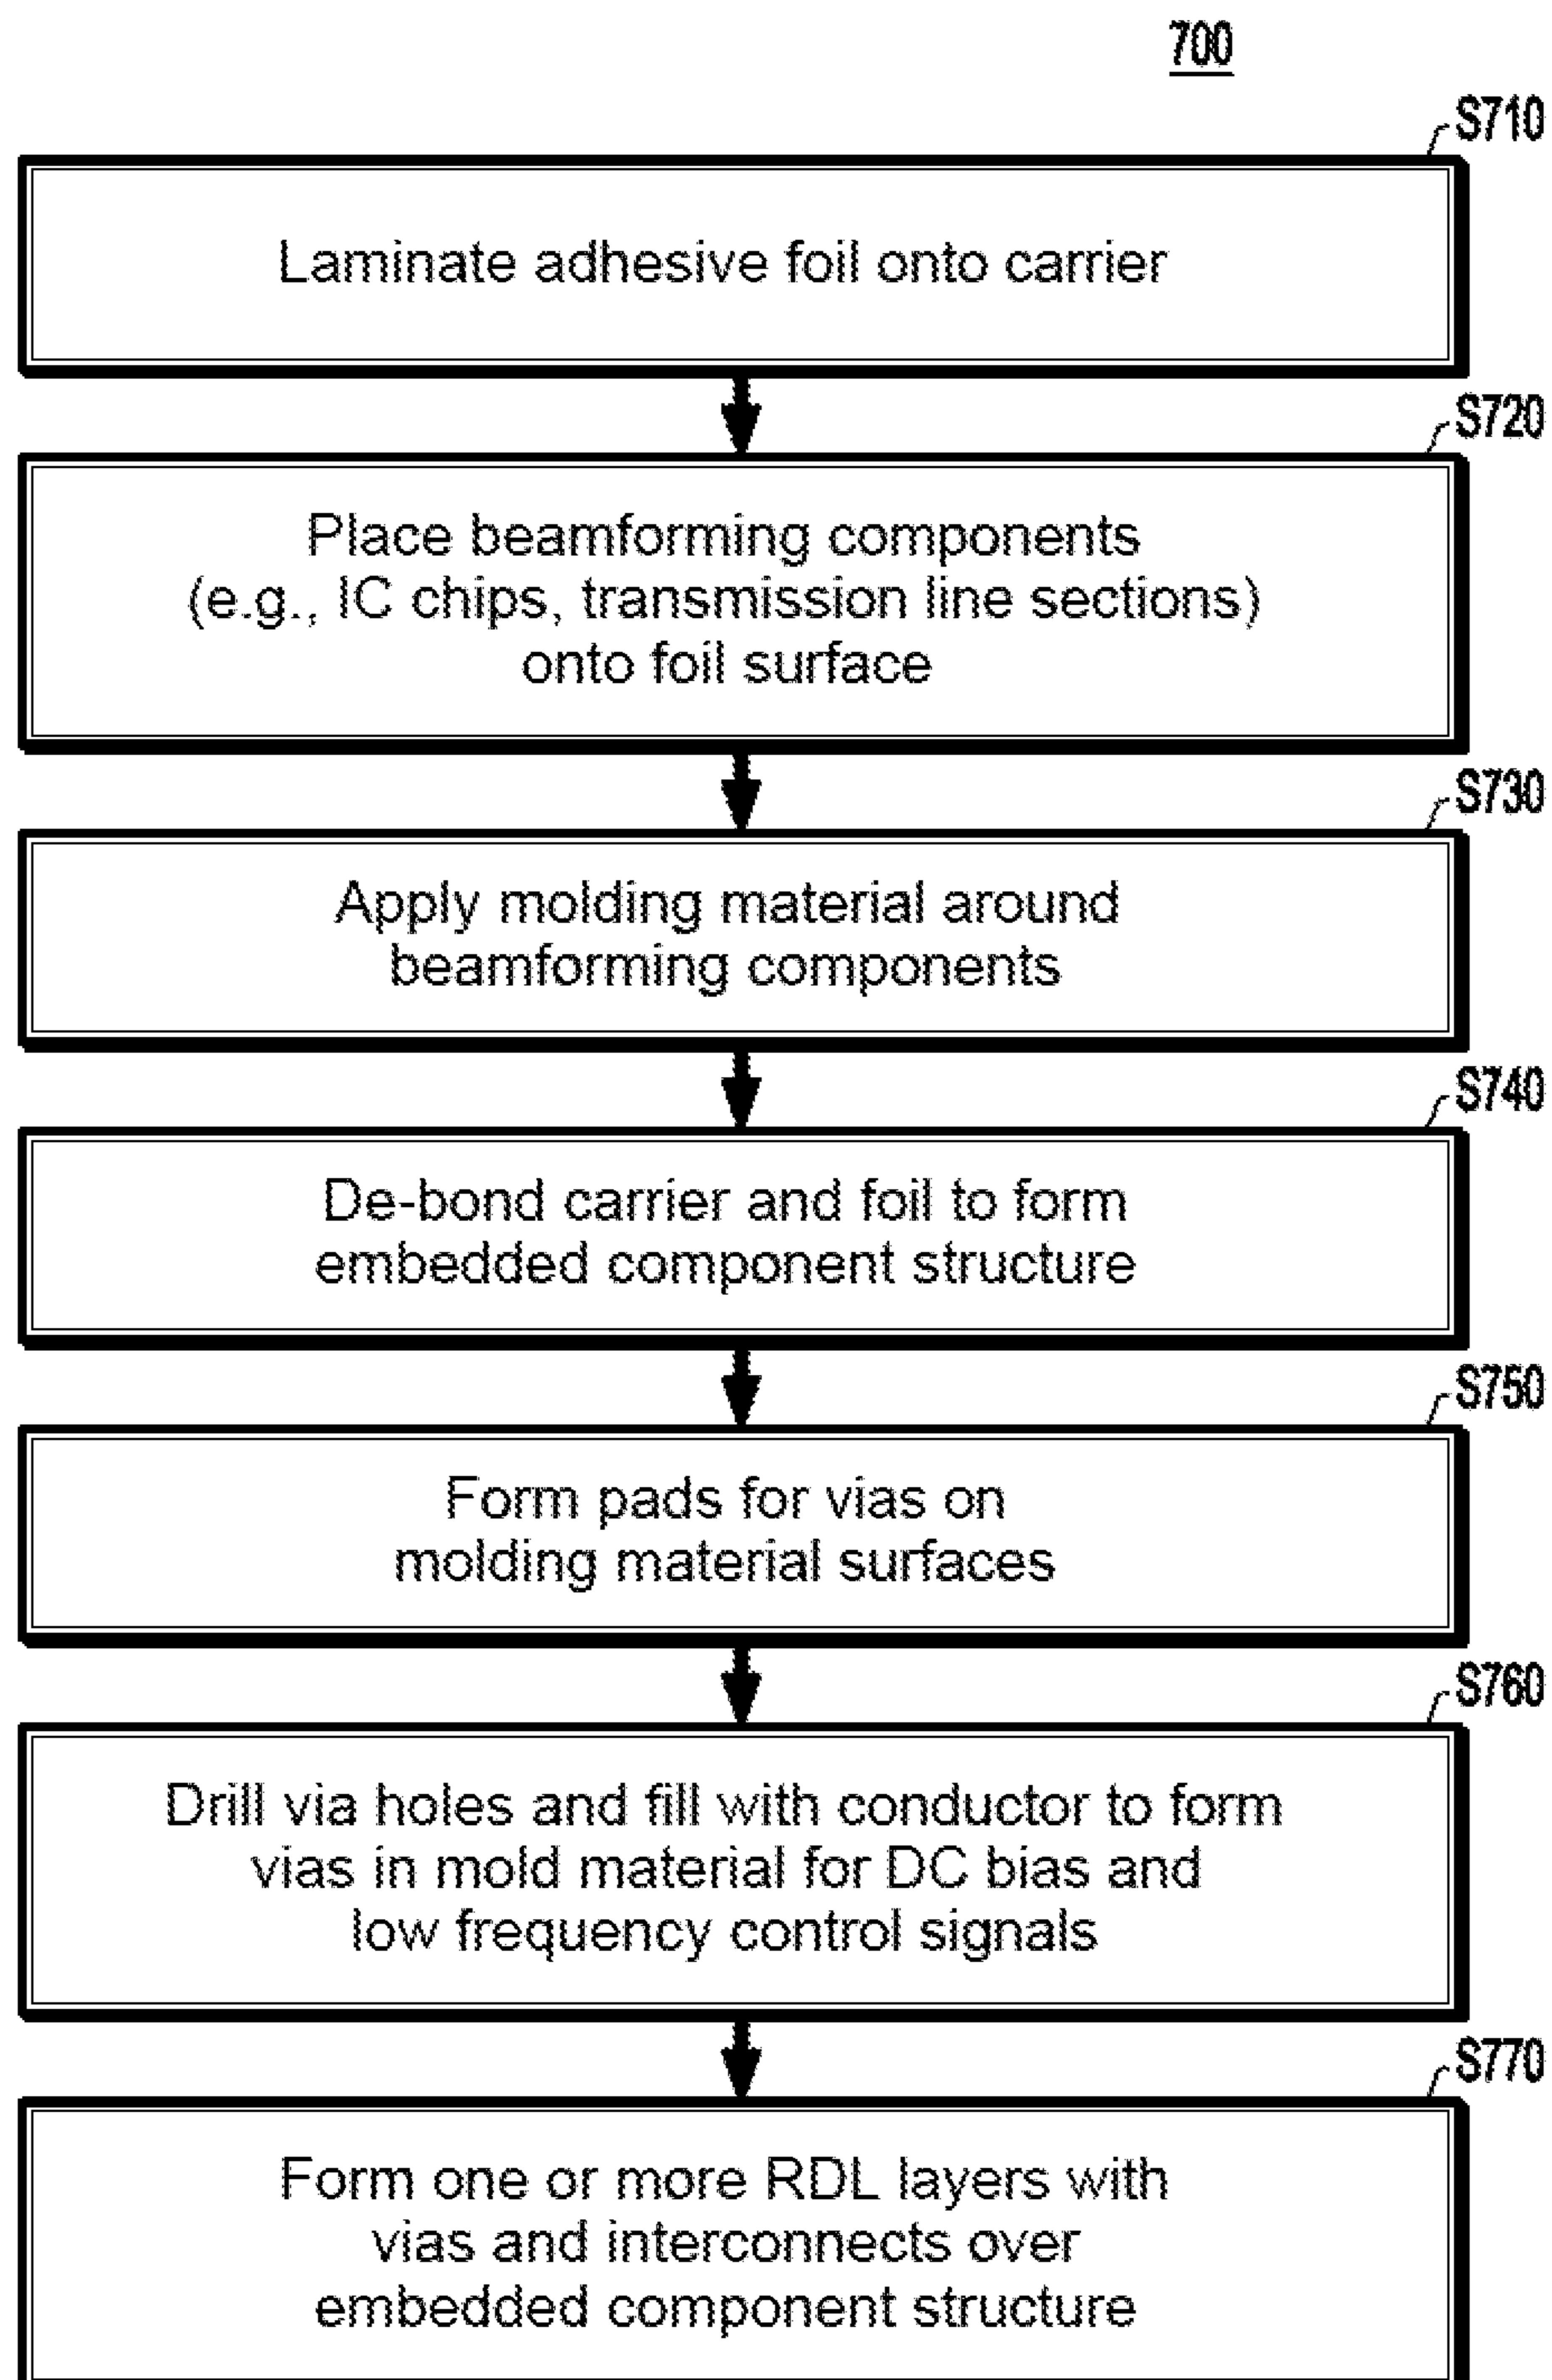 700
S710
Laminate adhesive foil onto carrier
S720
Place beamforming components
(e.g., IC chips, transmission line sections)
onto foil surface
S730
Apply molding material around
beamforming components
S740
De-bond carrier and foil to form
embedded component structure
S750
Form pads for vias on
molding material surfaces
S760
Drill via holes and fill with conductor to form
vias in mold material for DC bias and
low frequency control signals
S770
Form one or more RDL layers with
vias and interconnects over
embedded component structure